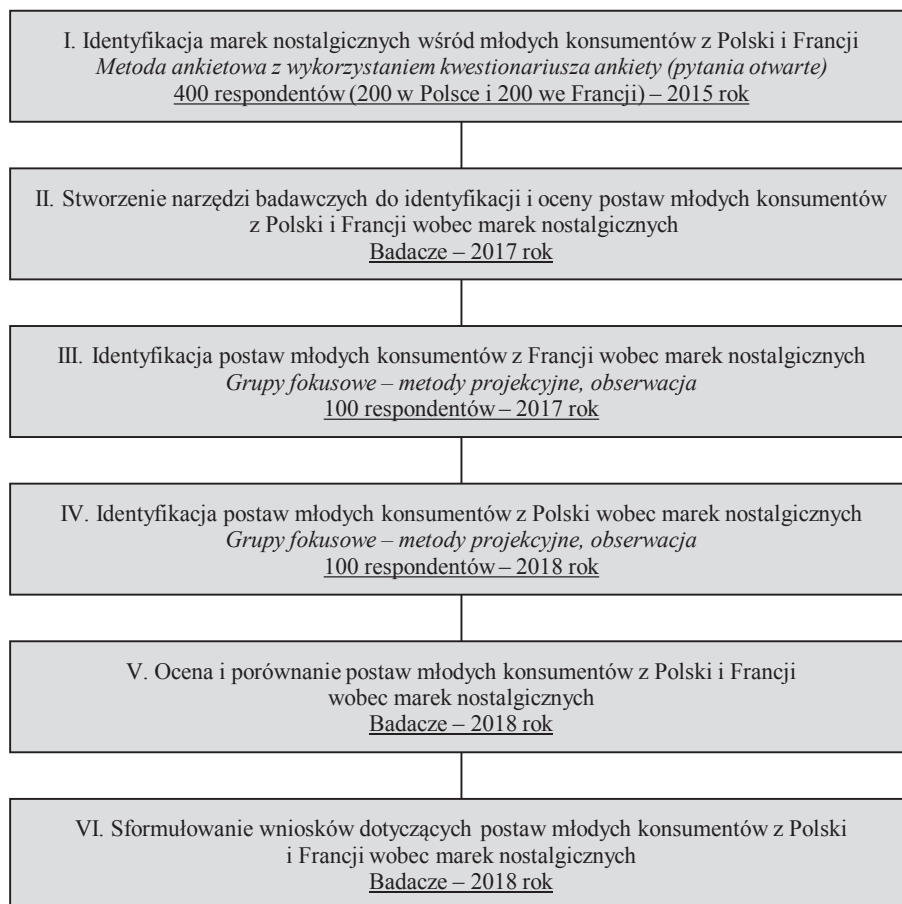 I. Identyfikacja marek nostalgicznych wśród młodych konsumentów z Polski i Francji
Metoda ankietowa z wykorzystaniem kwestionariusza ankiety (pytania otwarte)
400 respondentów (200 w Polsce i 200 we Francji) – 2015 rok
II. Stworzenie narzędzi badawczych do identyfikacji i oceny postaw młodych konsumentów
z Polski i Francji wobec marek nostalgicznych
Badacze – 2017 rok
III. Identyfikacja postaw młodych konsumentów z Francji wobec marek nostalgicznych
Grupy fokusowe – metody projekcyjne, obserwacja
100 respondentów – 2017 rok
IV. Identyfikacja postaw młodych konsumentów z Polski wobec marek nostalgicznych
Grupy fokusowe – metody projekcyjne, obserwacja
100 respondentów – 2018 rok
V. Ocena i porównanie postaw młodych konsumentów z Polski i Francji
wobec marek nostalgicznych
Badacze – 2018 rok
VI. Sformułowanie wniosków dotyczących postaw młodych konsumentów z Polski
i Francji wobec marek nostalgicznych
Badacze – 2018 rok